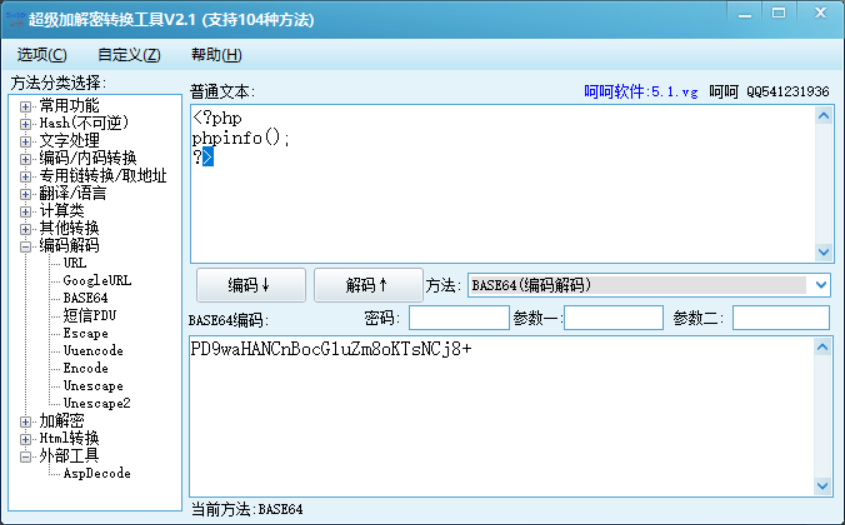 超级加解密转换工具V2.1 (支持104种方法)
选项(C) 自定义(Z) 帮助(H)
方法分类选择:
常用功能
Hash(不可逆)
文字处理
编码/内码转换
专用链转换/取地址
翻译/语言
计算类
其他转换
编码解码
URL
GoogleURL
BASE64
短信PDU
Escape
Uuencode
Encode
Unescape
Unescape2
加解密
Html转换
外部工具
AspDecode
普通文本: 呵呵软件:5.1.vg 呵呵 QQ541231936
<?php
phpinfo();
?>
编码↓ 解码↑ 方法: BASE64(编码解码)
BASE64编码: 密码: 参数一: 参数二:
PD9waHANCnBocG1uZm8oKTsNCj8+
当前方法:BASE64